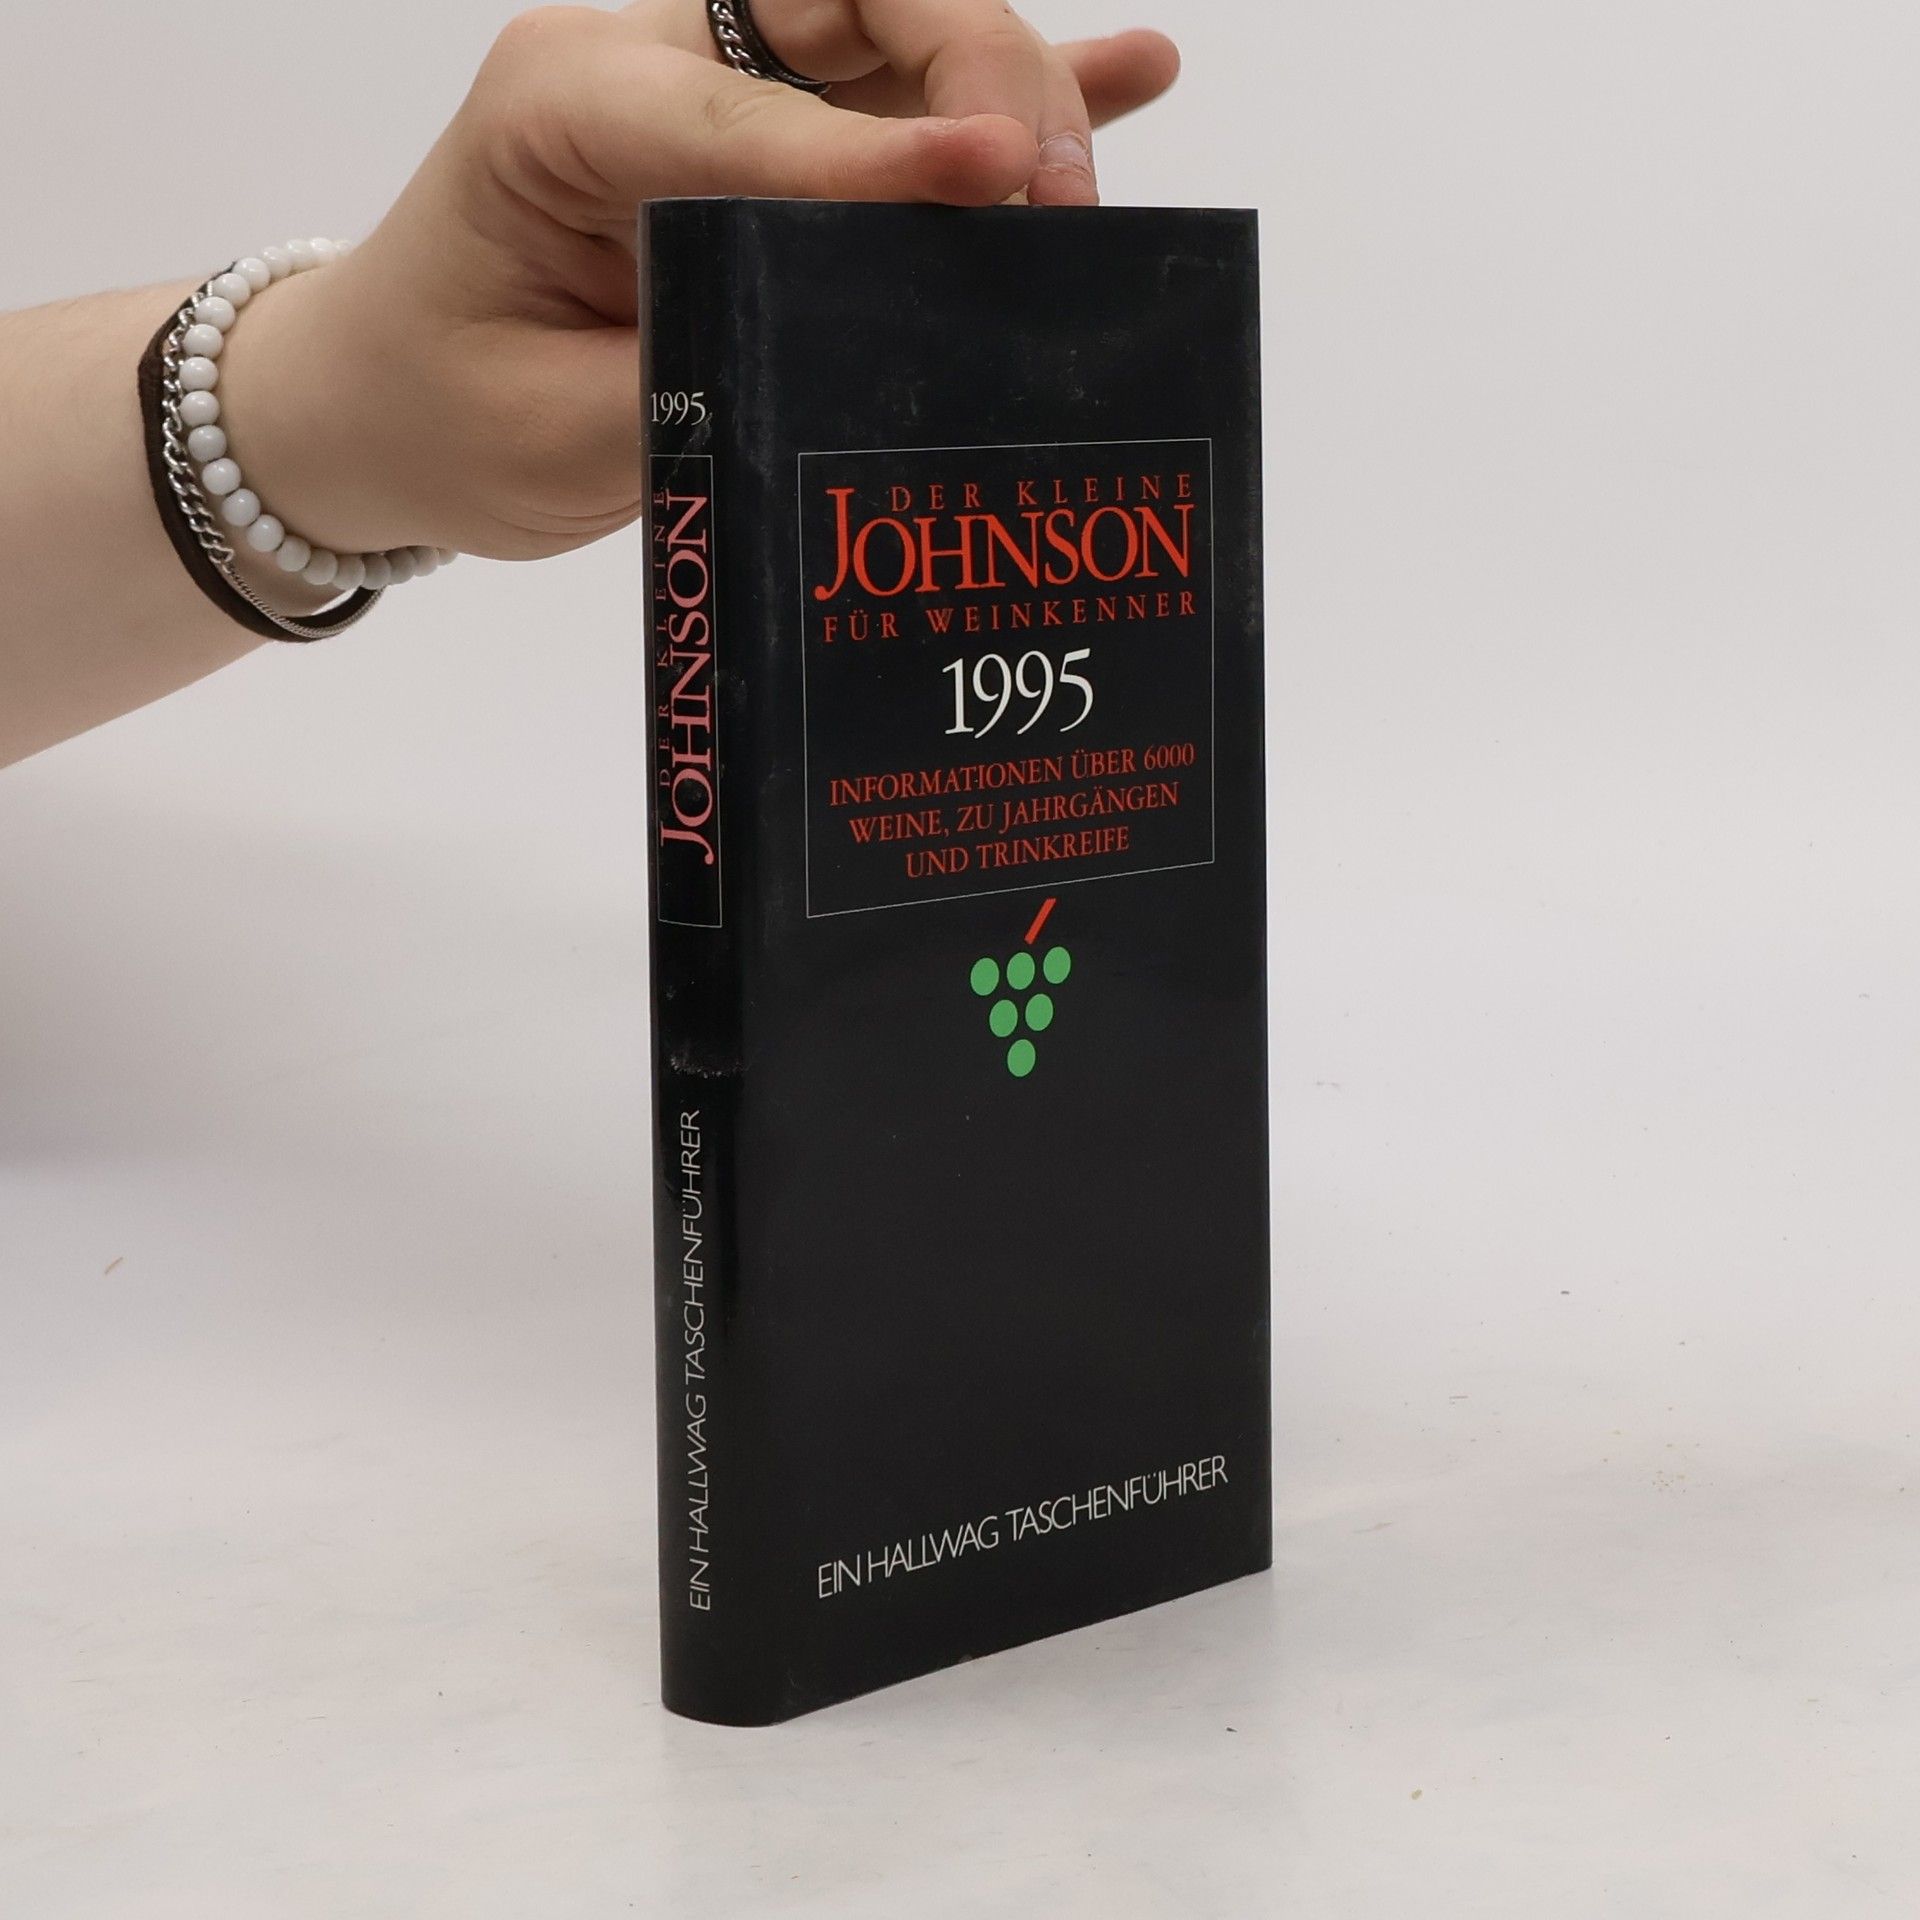 1995
DER KLEINE
JOHNSON
EIN HALLWAG TASCHENFÜHRER
DER KLEINE
JOHNSON
FÜR WEINKENNER
1995
INFORMATIONEN ÜBER 6000
WEINE, ZU JAHRGÄNGEN
UND TRINKREIFE
EIN HALLWAG TASCHENFÜHRER